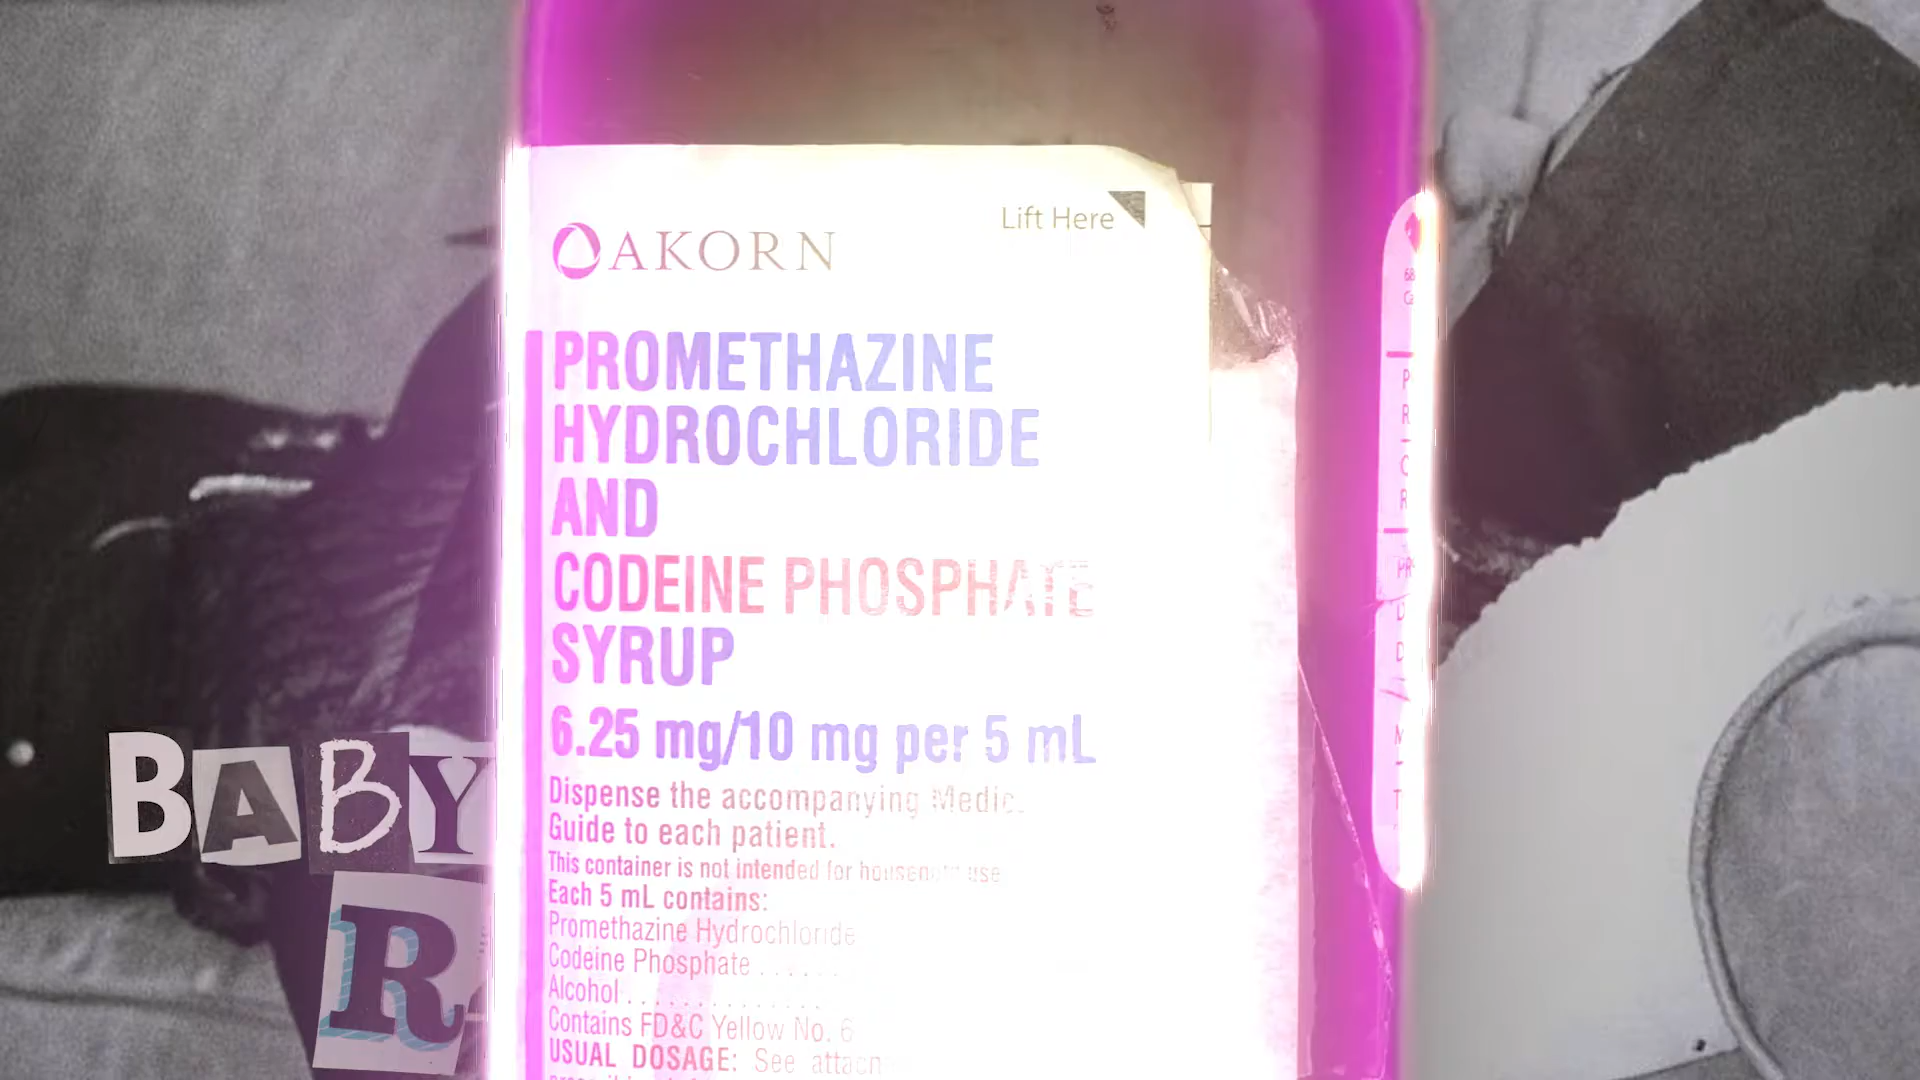 Lift Here
AKORN
PROMETHAZINE
HYDROCHLORIDE
AND
CODEINE PHOSPHATE
SYRUP
6.25 mg/10 mg per 5 mL
Dispense the accompanying
Guide to each patient.
This container is not intended for household use
Each 5 mL contains:
Promethazine Hydrochloride
Codeine Phosphate . . . . . .
Alcohol . . . . . . . . . . . . . .
Contains FD&C Yellow No. 6
USUAL DOSAGE: See
BABY
R